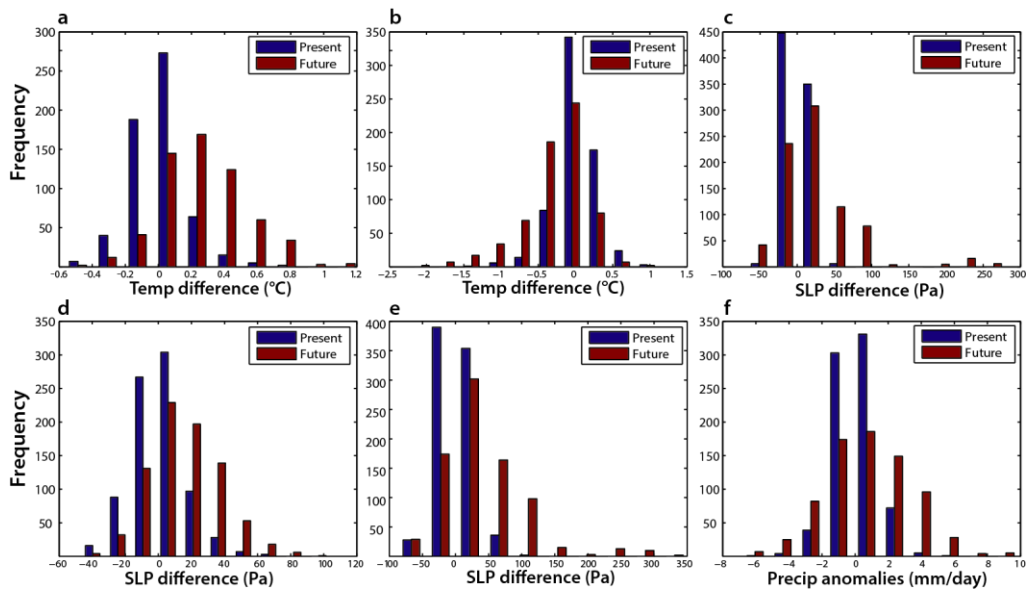 a
b
c
300
250
200
150
100
50
Frequency
Present
Future
−0.6 −0.4 −0.2 0 0.2 0.4 0.6 0.8 1.0 1.2
Temp difference (°C)
350
300
250
200
150
100
50
Present
Future
−2.5 −2.0 −1.5 −1.0 −0.5 0 0.5 1.0 1.5
Temp difference (°C)
450
400
350
300
250
200
150
100
50
Present
Future
−100 −50 0 50 100 150 200 250 300
SLP difference (Pa)
d
e
f
350
300
250
200
150
100
50
Frequency
Present
Future
−60 −40 −20 0 20 40 60 80 100 120
SLP difference (Pa)
400
350
300
250
200
150
100
50
Present
Future
−100 −50 0 50 100 150 200 250 300 350
SLP difference (Pa)
350
300
250
200
150
100
50
Present
Future
−8 −6 −4 −2 0 2 4 6 8 10
Precip anomalies (mm/day)